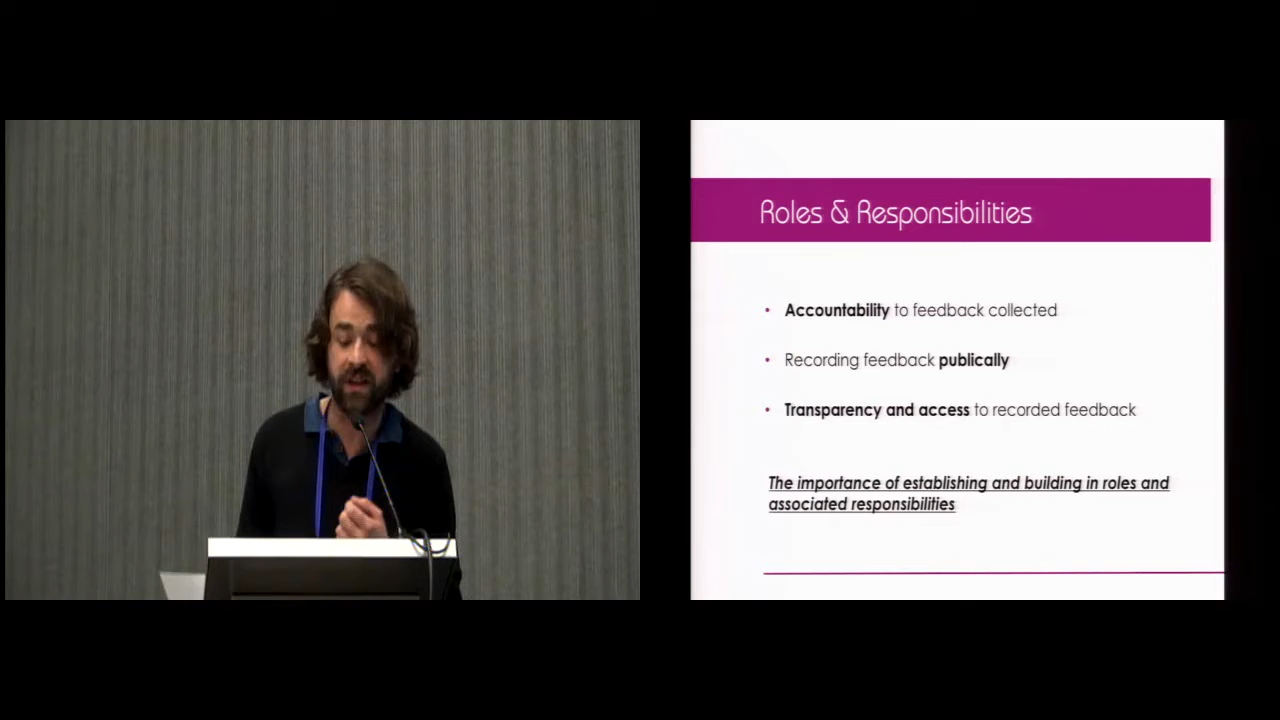 Roles & Responsibilities
• Accountability to feedback collected
• Recording feedback publically
• Transparency and access to recorded feedback
The importance of establishing and building in roles and
associated responsibilities